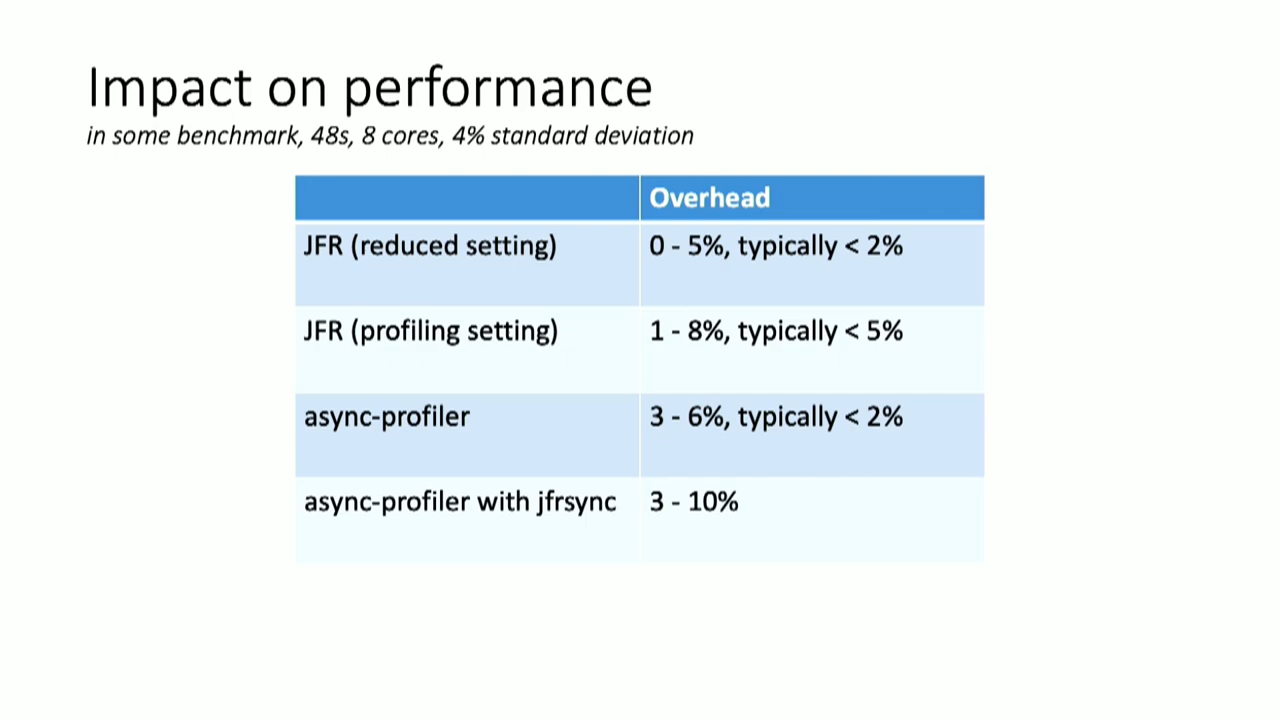 Impact on performance
in some benchmark, 48s, 8 cores, 4% standard deviation
Overhead
JFR (reduced setting) 0 - 5%, typically < 2%
JFR (profiling setting) 1 - 8%, typically < 5%
async-profiler 3 - 6%, typically < 2%
async-profiler with jfrsync 3 - 10%